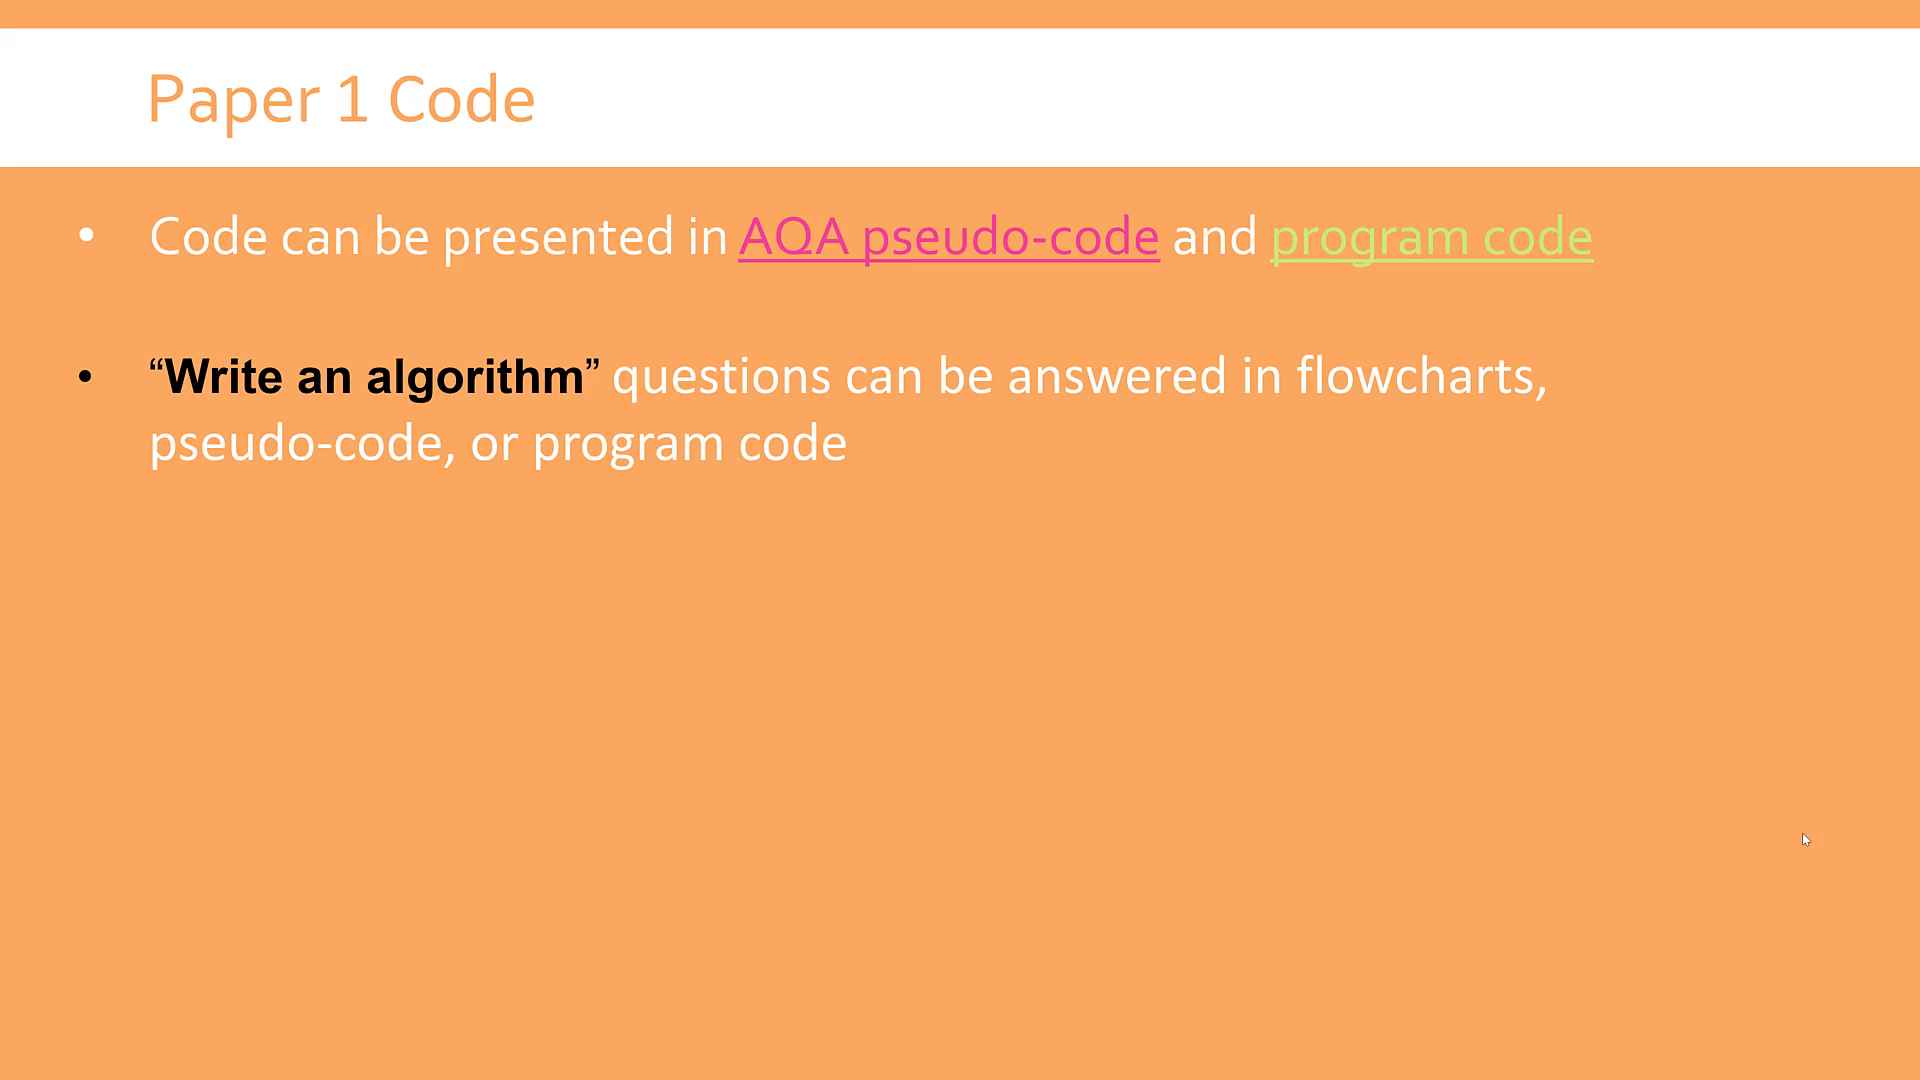 Paper 1 Code
• Code can be presented in AQA pseudo-code and program code
• “Write an algorithm” questions can be answered in flowcharts,
pseudo-code, or program code